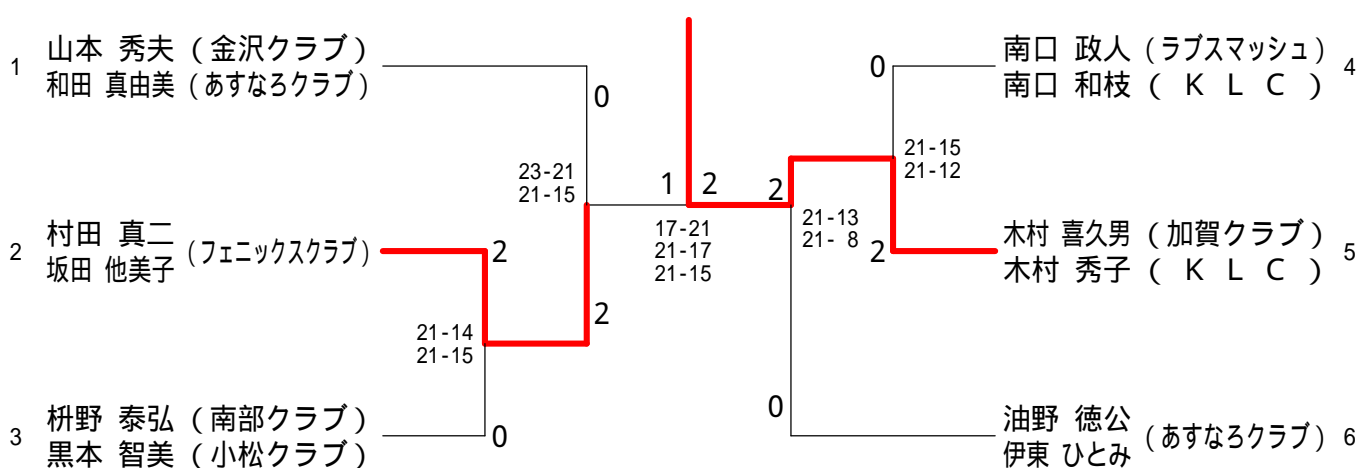 1
山本 秀夫 (金沢クラブ)
和田 真由美 (あすなろクラブ)
0
23-21
21-15
2
村田 真二
坂田 他美子
(フェニックスクラブ)
2
2
21-14
21-15
3
枡野 泰弘 (南部クラブ)
黒本 智美 (小松クラブ)
0
1
2
17-21
21-17
21-15
2
0
南口 政人 (ラブスマッシュ)
南口 和枝 (KLC)
4
21-15
21-12
21-13
21- 8
2
木村 喜久男 (加賀クラブ)
木村 秀子 (KLC)
5
0
油野 徳公
伊東 ひとみ
(あすなろクラブ)
6